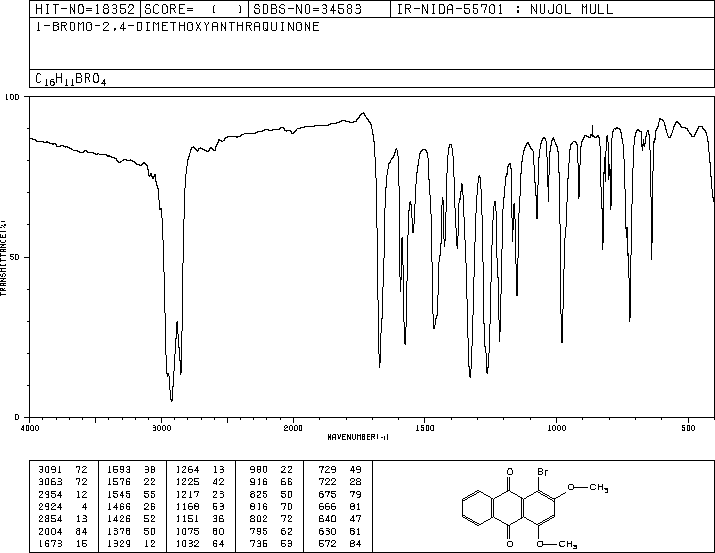 HIT-NO=18352 SCORE= ( ) SDBS-NO=34583 IR-NIDA-55701 : NUJOL MULL
1-BROMO-2,4-DIMETHOXYANTHRAQUINONE
C16H11BRO4
100
50
0
TRANSMITTANCE(%)
4000 3000 2000 1500 1000 500
WAVENUMBER(-1)
3091 72 1593 38 1264 13 980 22 729 49
3063 72 1576 22 1225 42 916 66 722 28
2954 12 1545 55 1217 23 825 50 675 79
2924 4 1466 26 1168 53 816 70 666 81
2854 13 1426 52 1151 36 802 72 640 47
2004 84 1378 50 1075 60 795 62 630 81
1673 15 1329 12 1032 64 736 53 572 84
O Br
O—CH3
O O—CH3